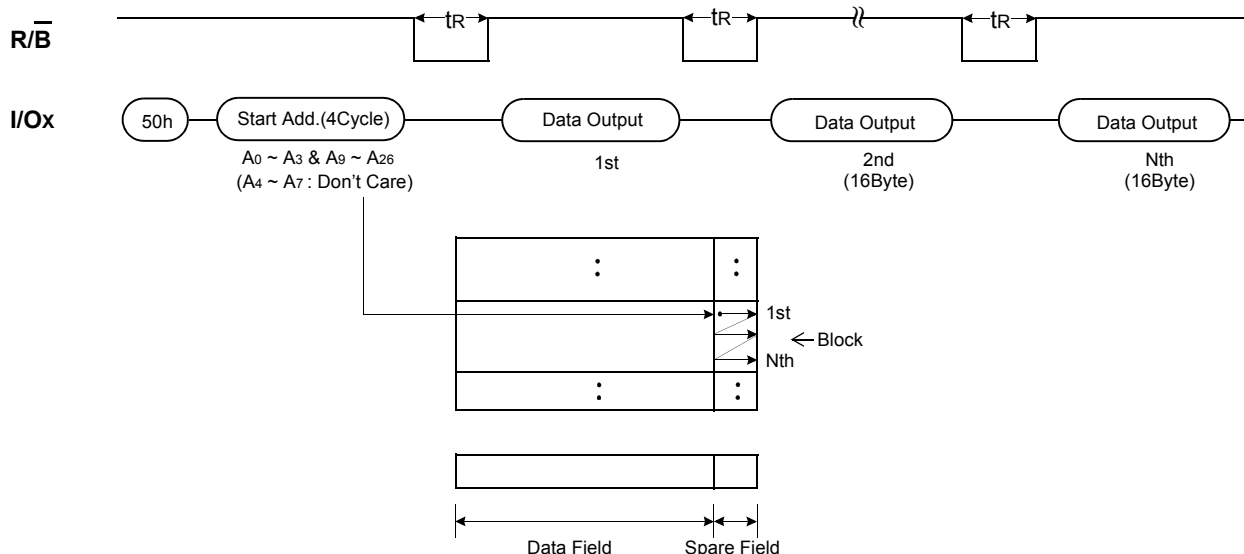 R/B tR tR tR
I/Ox 50h Start Add.(4Cycle) Data Output Data Output Data Output
A0 ~ A3 & A9 ~ A26 1st 2nd Nth
(A4 ~ A7 : Don't Care) (16Byte) (16Byte)
1st
Block
Nth
Data Field Spare Field